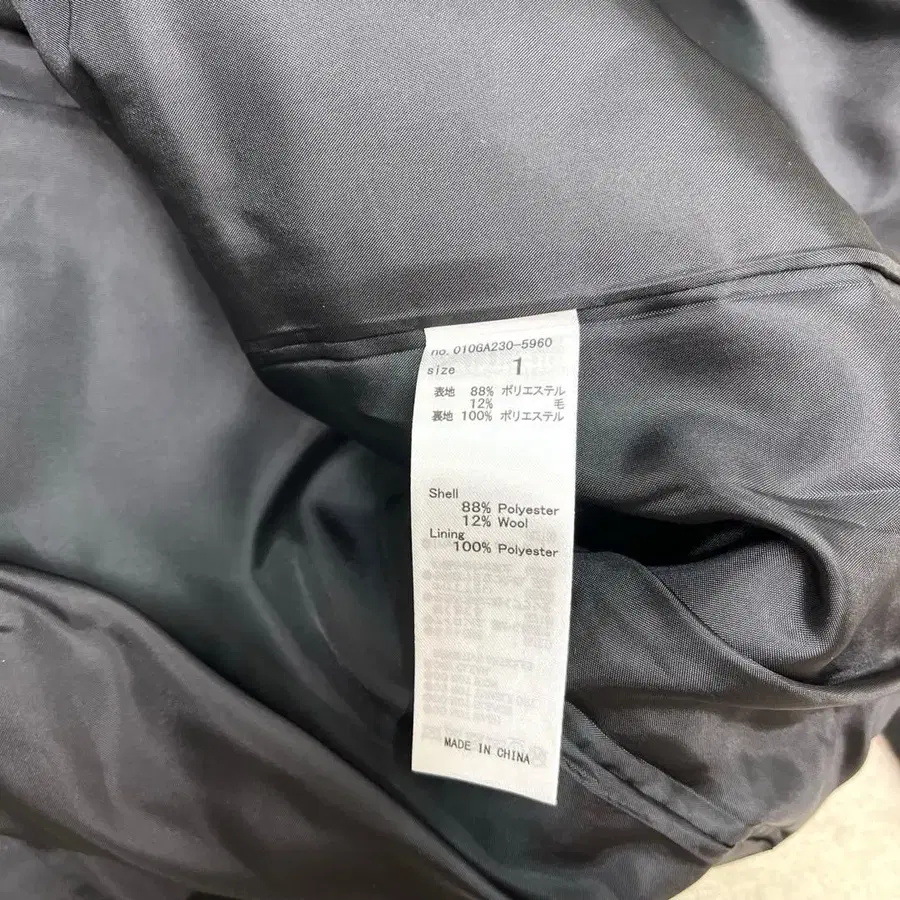 no. 010GA230-5960
size 1
表地 88% ポリエステル
12% 毛
裏地 100% ポリエステル
Shell
88% Polyester
12% Wool
Lining
100% Polyester
MADE IN CHINA